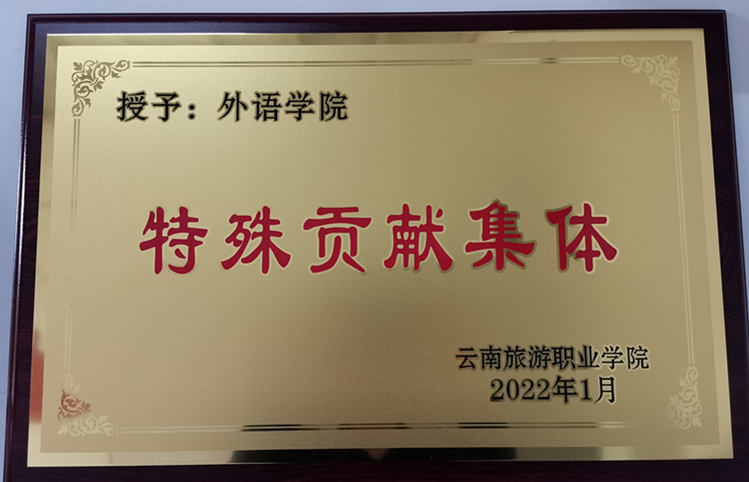 授予：外语学院
特殊贡献集体
云南旅游职业学院
2022年1月